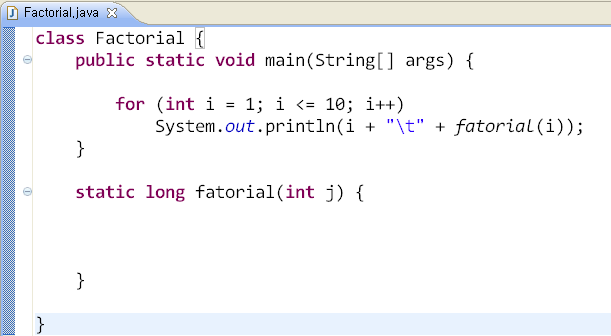 Factorial.java
class Factorial {
public static void main(String[] args) {
for (int i = 1; i <= 10; i++)
System.out.println(i + "\t" + fatorial(i));
}
static long fatorial(int j) {
}
}